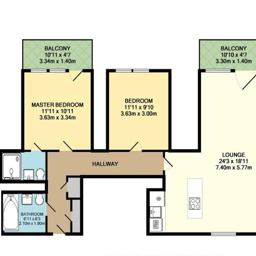 BALCONY
10'11 x 4'7
3.34m x 1.40m
BALCONY
10'10 x 4'7
3.30m x 1.40m
MASTER BEDROOM
11'11 x 10'11
3.63m x 3.34m
BEDROOM
11'11 x 9'10
3.63m x 3.00m
HALLWAY
LOUNGE
24'3 x 18'11
7.40m x 5.77m
BATHROOM
6'11 x 6'3
2.10m x 1.90m